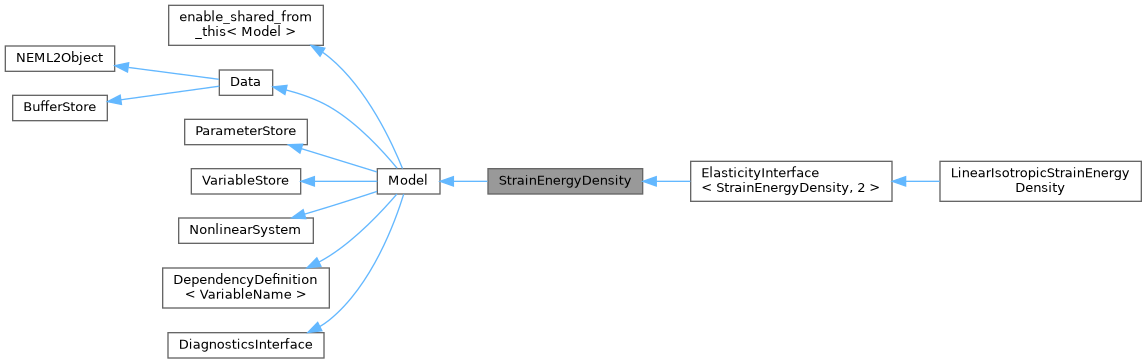 enable_shared_from
_this< Model >
NEML2Object
Data
BufferStore
ParameterStore
VariableStore
Model
StrainEnergyDensity
ElasticityInterface
< StrainEnergyDensity, 2 >
LinearIsotropicStrainEnergy
Density
NonlinearSystem
DependencyDefinition
< VariableName >
DiagnosticsInterface